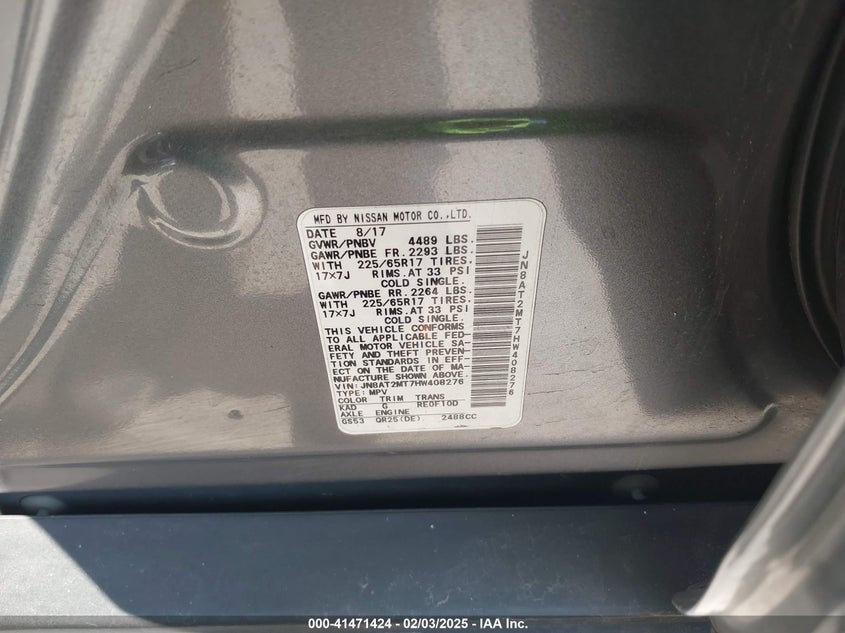 MFD BY NISSAN MOTOR CO.,LTD.
DATE 8/17
GVWR/PNBV 4489 LBS.
GAWR/PNBE FR. 2293 LBS.
WITH 225/65R17 TIRES.
17×7J RIMS.AT 33 PSI
COLD SINGLE.
GAWR/PNBE RR. 2264 LBS.
WITH 225/65R17 TIRES.
17×7J RIMS.AT 33 PSI
COLD SINGLE.
THIS VEHICLE CONFORMS
TO ALL APPLICABLE FED-
ERAL MOTOR VEHICLE SA-
FETY AND THEFT PREVEN-
TION STANDARDS IN EFF-
ECT ON THE DATE OF MA-
NUFACTURE SHOWN ABOVE.
VIN: JN8AT2MT7HW408276
TYPE: MPV
COLOR TRIM TRANS
KAD G RE0F10D
AXLE ENGINE
GS53 QR25(DE) 2488CC
JN8AT2MT7HW408276
000-41471424 - 02/03/2025 - IAA Inc.